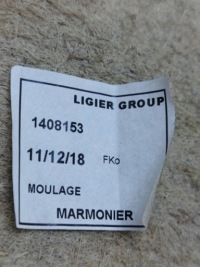 LIGIER GROUP
1408153
11/12/18 FKo
MOULAGE
MARMONIER